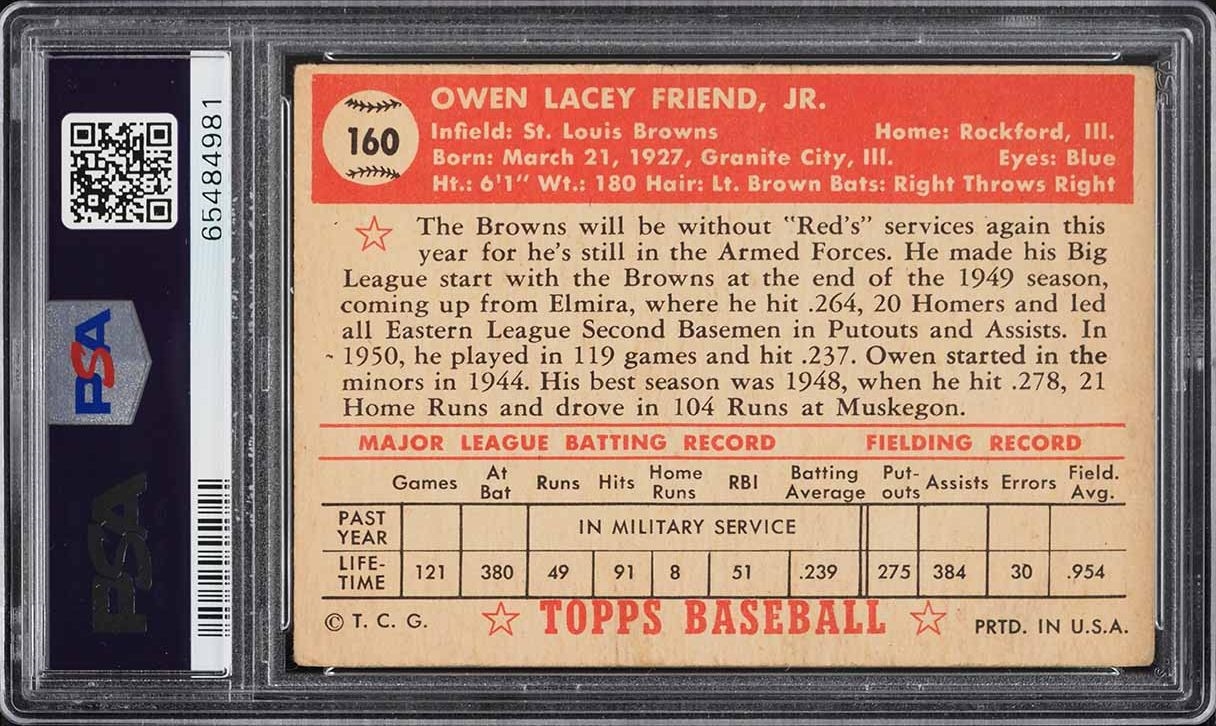 65484981
PSA
PSA
160
OWEN LACEY FRIEND, JR.
Infield: St. Louis Browns Home: Rockford, Ill.
Born: March 21, 1927, Granite City, Ill. Eyes: Blue
Ht.: 6'1" Wt.: 180 Hair: Lt. Brown Bats: Right Throws Right
The Browns will be without "Red's" services again this
year for he's still in the Armed Forces. He made his Big
League start with the Browns at the end of the 1949 season,
coming up from Elmira, where he hit .264, 20 Homers and led
all Eastern League Second Basemen in Putouts and Assists. In
1950, he played in 119 games and hit .237. Owen started in the
minors in 1944. His best season was 1948, when he hit .278, 21
Home Runs and drove in 104 Runs at Muskegon.
MAJOR LEAGUE BATTING RECORD FIELDING RECORD
Games At Bat Runs Hits Home Runs RBI Batting Average Put-outs Assists Errors Field. Avg.
PAST YEAR IN MILITARY SERVICE
LIFE-TIME 121 380 49 91 8 51 .239 275 384 30 .954
© T. C. G. TOPPS BASEBALL PRTD. IN U.S.A.